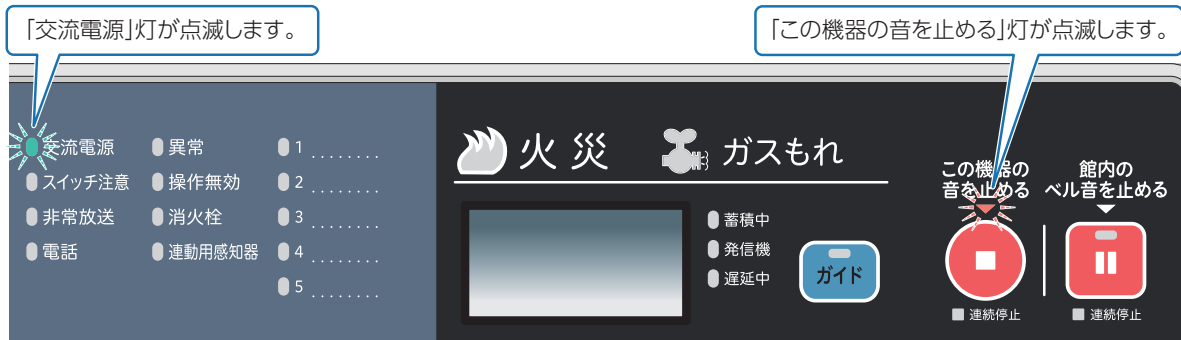 「交流電源」灯が点滅します。
「この機器の音を止める」灯が点滅します。
交流電源
スイッチ注意
非常放送
電話
異常
操作無効
消火栓
連動用感知器
1 ........
2 ........
3 ........
4 ........
5 ........
火災
ガスもれ
蓄積中
発信機
遅延中
ガイド
この機器の
音を止める
連続停止
館内の
ベル音を止める
連続停止